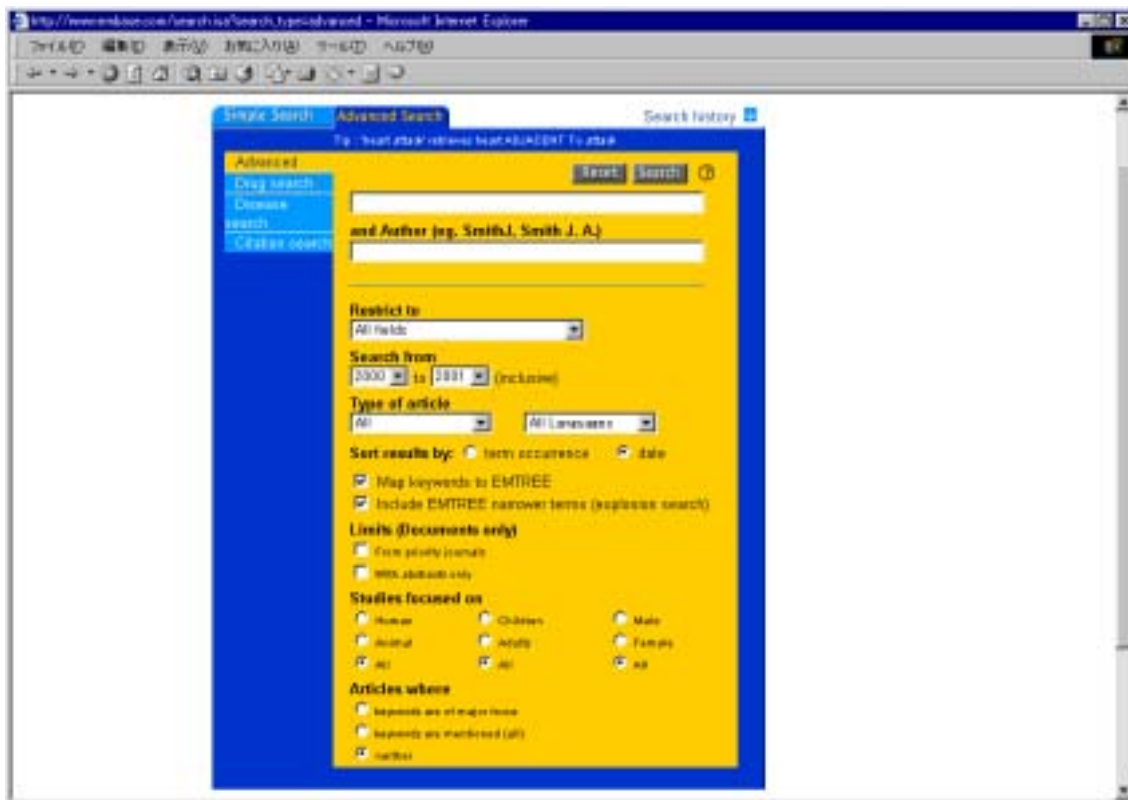 http://www.embase.com/search.isa?search_type=advanced - Microsoft Internet Explorer
ファイル(F) 編集(E) 表示(V) お気に入り(A) ツール(T) ヘルプ(H)
Simple Search Advanced Search Search history
Tip : 'heart attack' retrieves heart ADJACENT To attack
Advanced
Drug search
Disease search
Citation search
Reset Search
and Author (eg. SmithJ, Smith J. A.)
Restrict to
All fields
Search from
2000 to 2001 (inclusive)
Type of article
All All Languages
Sort results by: term occurrence date
Map keywords to EMTREE
Include EMTREE narrower terms (explosion search)
Limits (Documents only)
From priority journals
With abstracts only
Studies focused on
Human Children Male
Animal Adults Female
All All All
Articles where
keywords are of major focus
keywords are mentioned (all)
neither